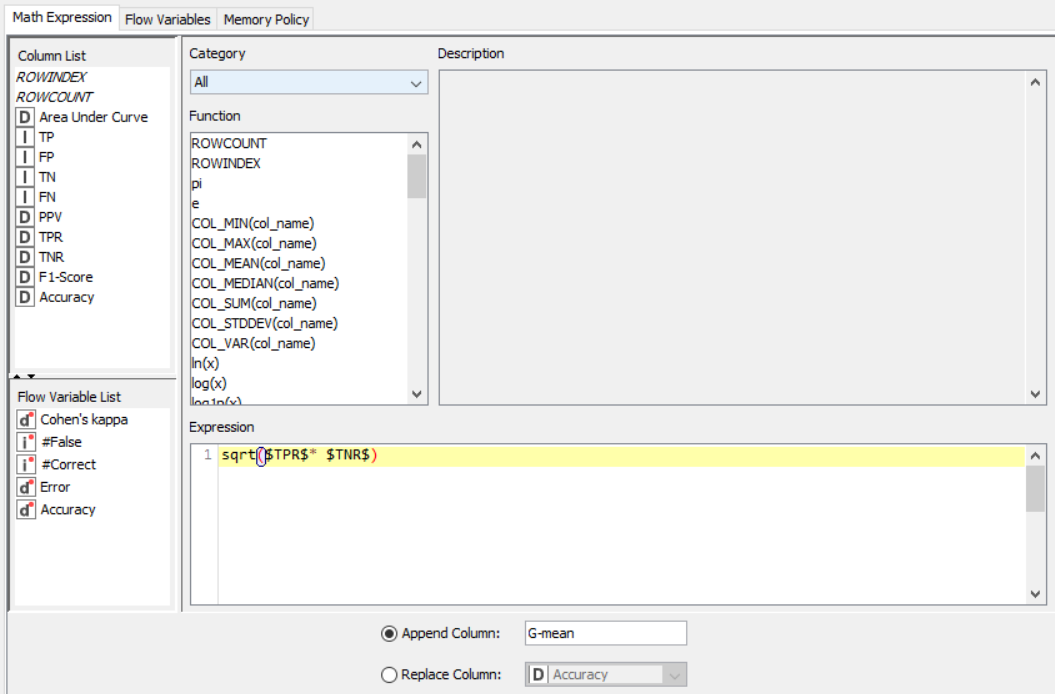 Math Expression Flow Variables Memory Policy
Column List
ROWINDEX
ROWCOUNT
D Area Under Curve
I TP
I FP
I TN
I FN
D PPV
D TPR
D TNR
D F1-Score
D Accuracy
Flow Variable List
d Cohen's kappa
i #False
i #Correct
d Error
d Accuracy
Category
All
Function
ROWCOUNT
ROWINDEX
pi
e
COL_MIN(col_name)
COL_MAX(col_name)
COL_MEAN(col_name)
COL_MEDIAN(col_name)
COL_SUM(col_name)
COL_STDDEV(col_name)
COL_VAR(col_name)
ln(x)
log(x)
log1p(x)
Description
Expression
1 sqrt($TPR$* $TNR$)
Append Column: G-mean
Replace Column: D Accuracy